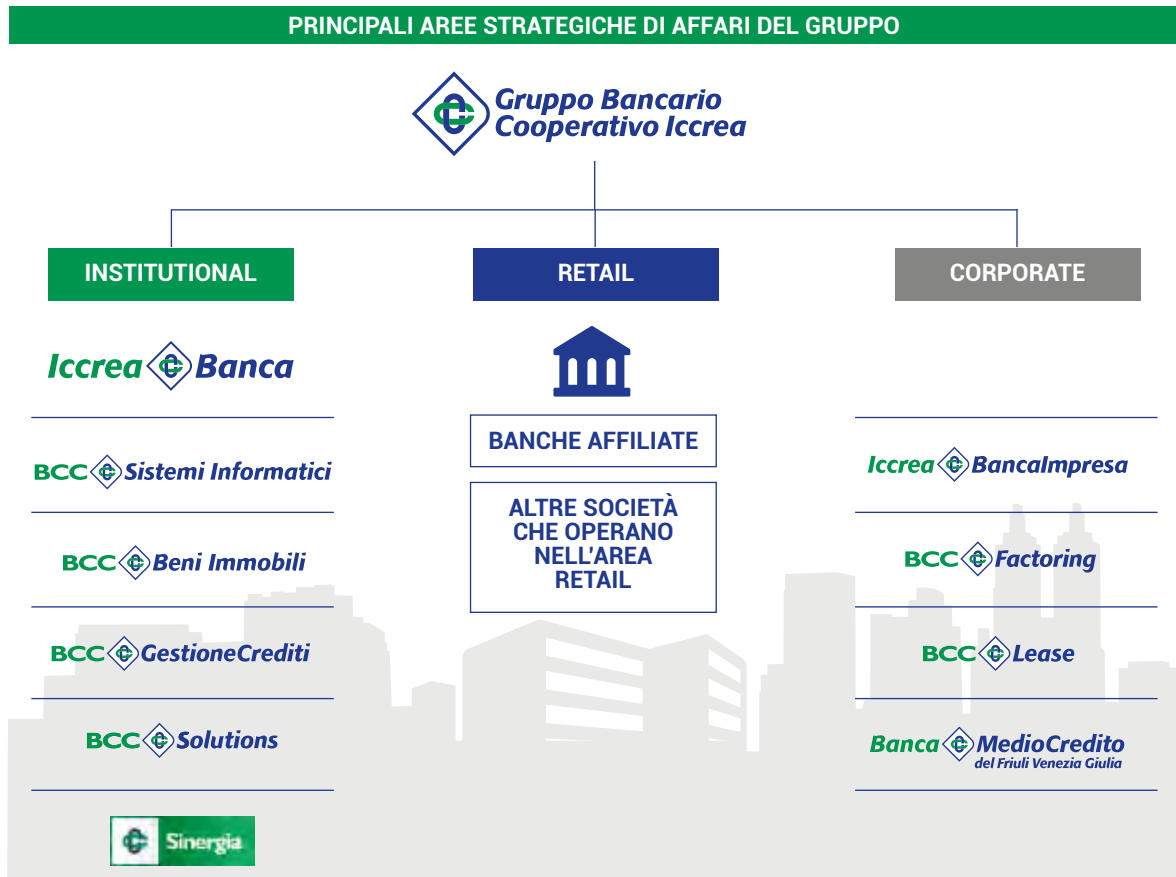 PRINCIPALI AREE STRATEGICHE DI AFFARI DEL GRUPPO
Gruppo Bancario
Cooperativo Iccrea
INSTITUTIONAL
Iccrea Banca
BCC Sistemi Informatici
BCC Beni Immobili
BCC GestioneCrediti
BCC Solutions
Sinergia
RETAIL
BANCHE AFFILIATE
ALTRE SOCIETÀ
CHE OPERANO
NELL'AREA
RETAIL
CORPORATE
Iccrea BancaImpresa
BCC Factoring
BCC Lease
Banca MedioCredito
del Friuli Venezia Giulia